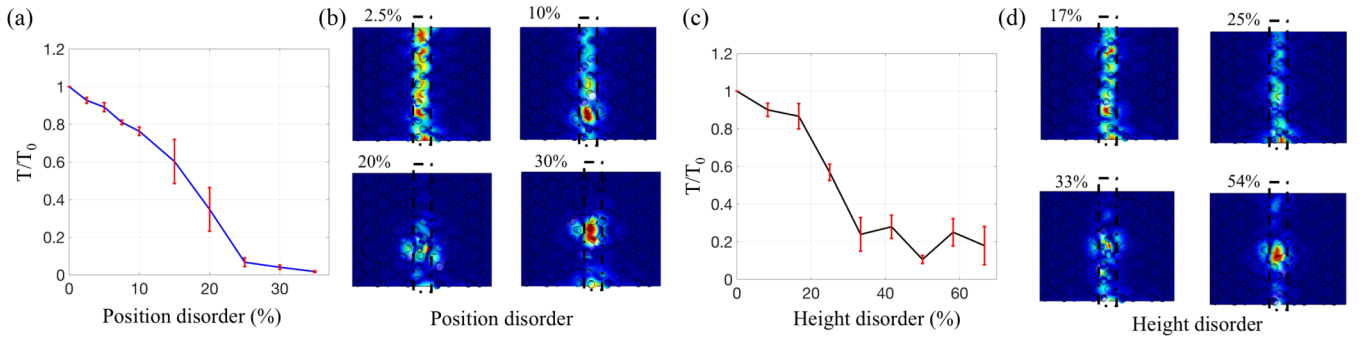 (a)
1.2
1
0.8
0.6
0.4
0.2
0
T/T0
0 10 20 30
Position disorder (%)
(b)
2.5% 10%
20% 30%
Position disorder
(c)
1.2
1
0.8
0.6
0.4
0.2
0
T/T0
0 20 40 60
Height disorder (%)
(d)
17% 25%
33% 54%
Height disorder